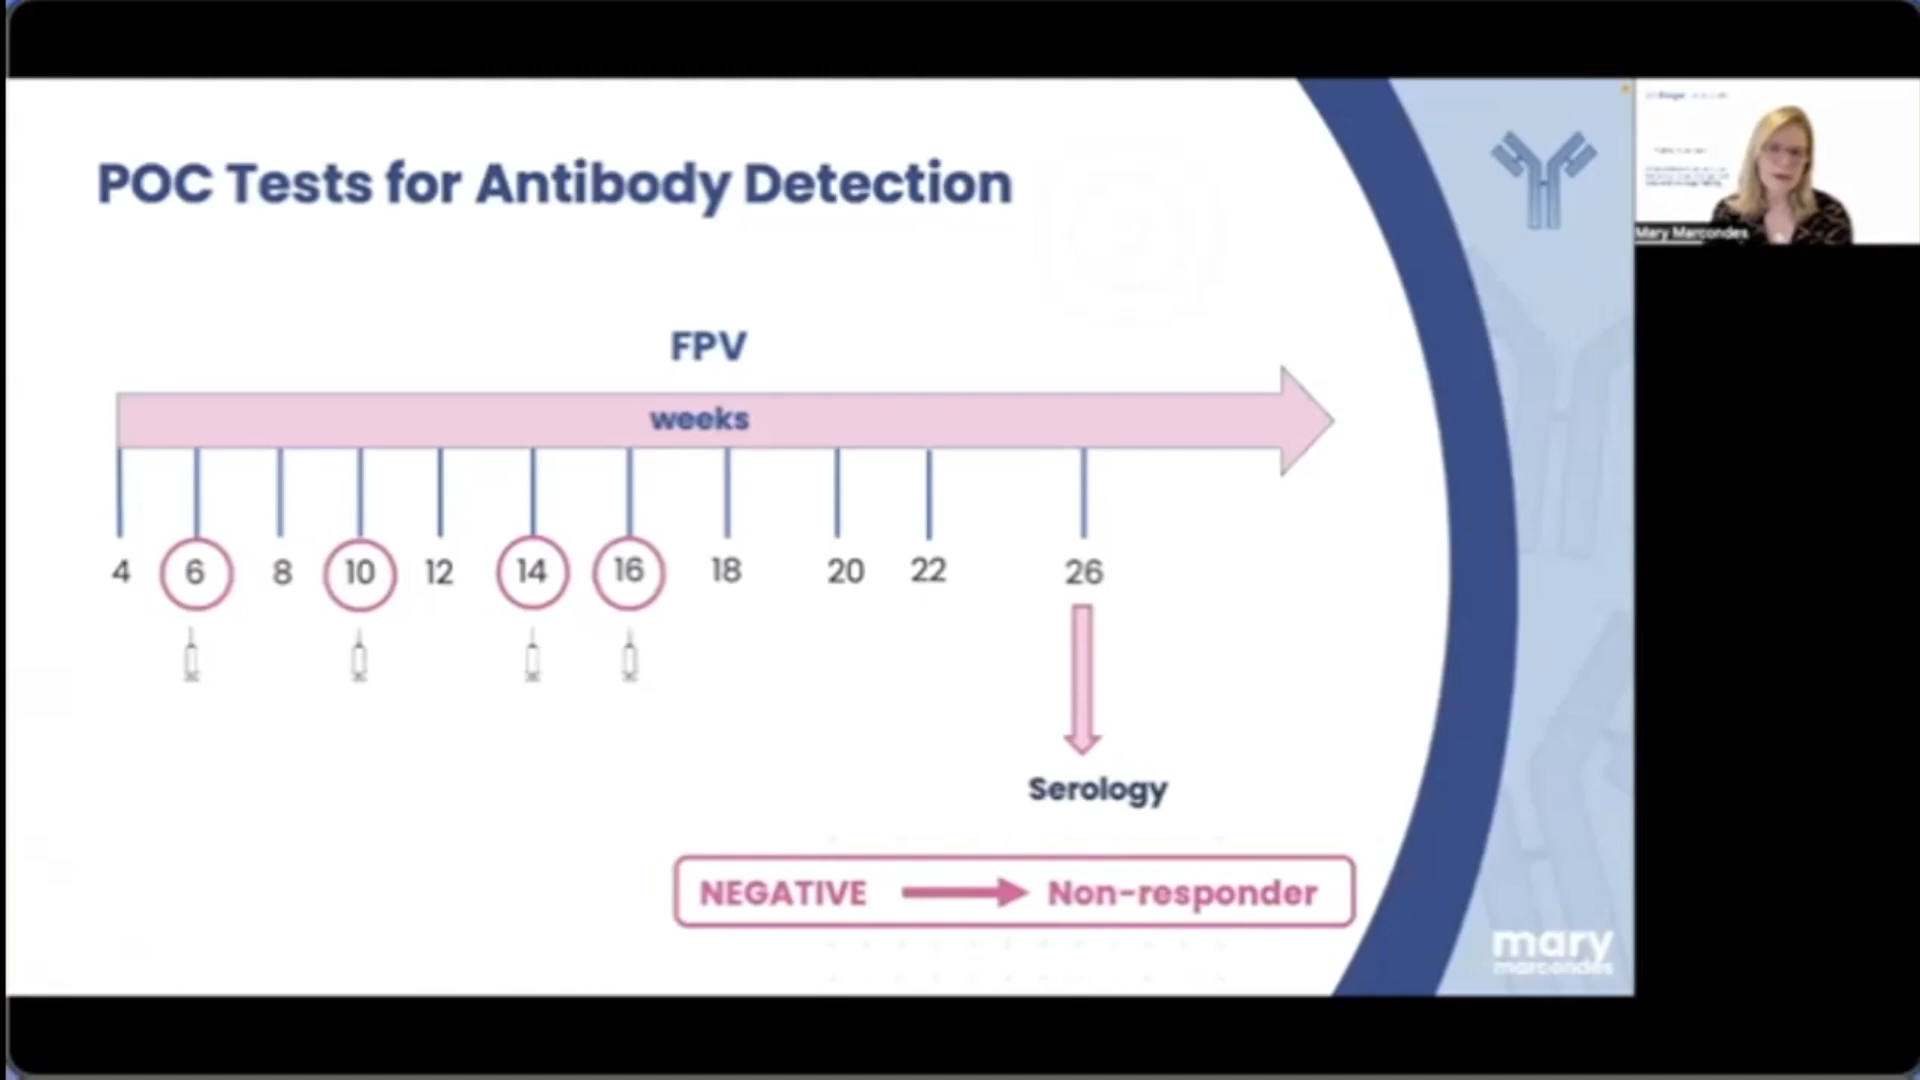 POC Tests for Antibody Detection
FPV
weeks
4 6 8 10 12 14 16 18 20 22 26
Serology
NEGATIVE Non-responder
mary
marcondes
Mary Marcondes